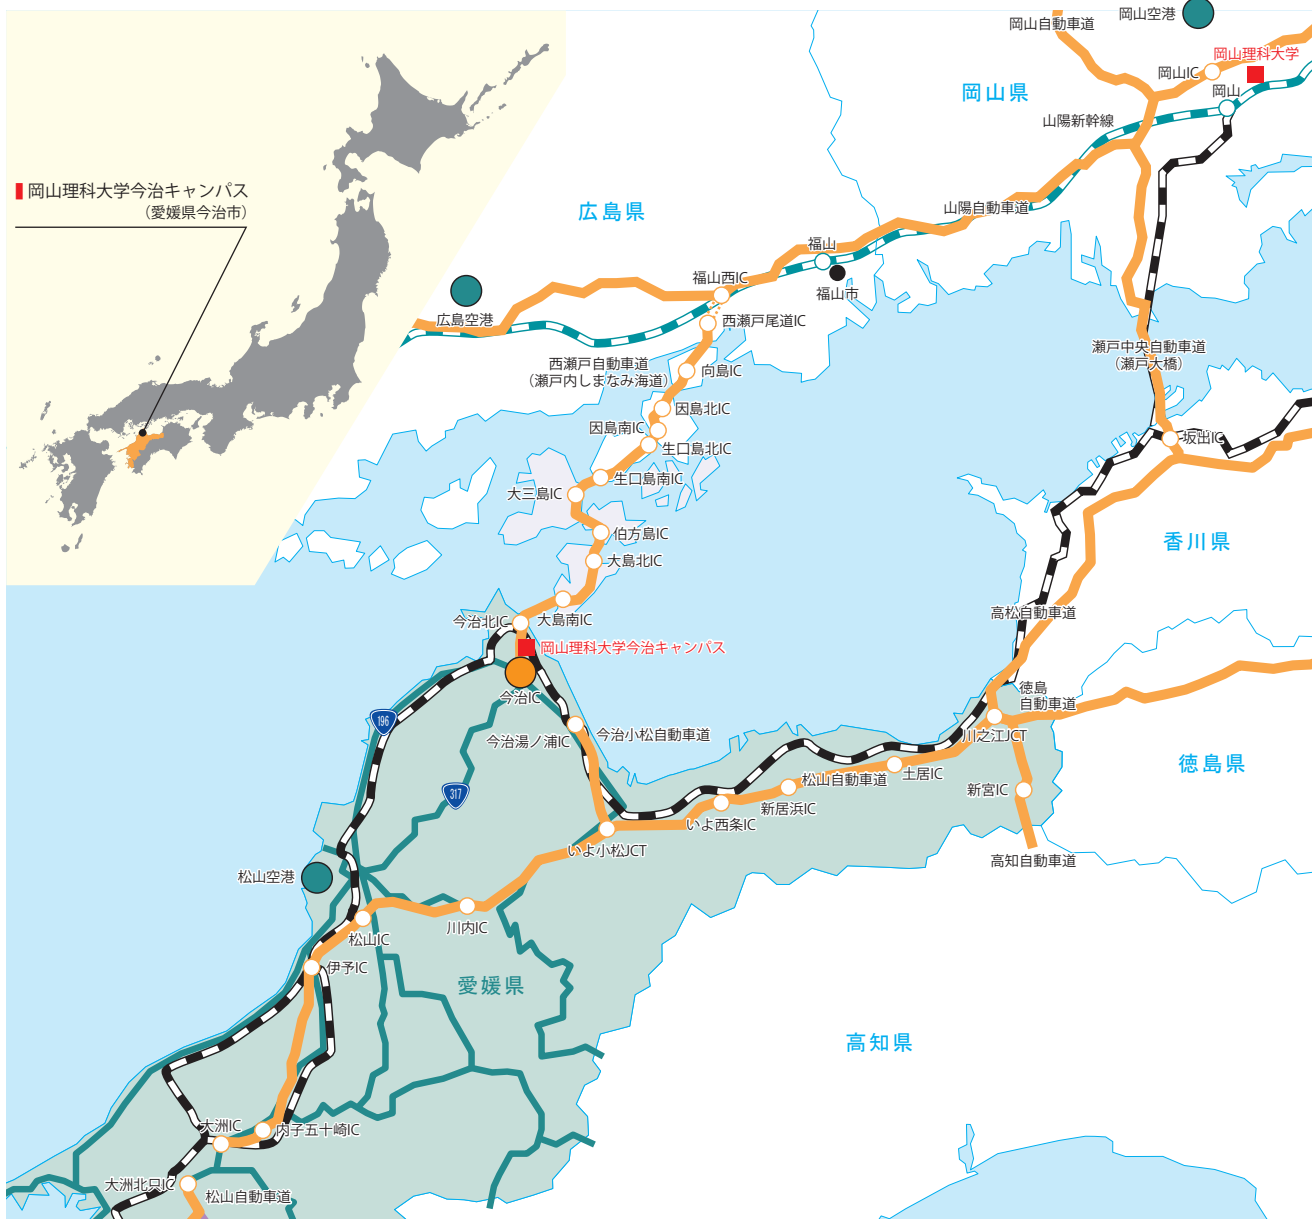 岡山自動車道
岡山空港
岡山理科大学
岡山IC
岡山
岡山県
山陽新幹線
岡山理科大学今治キャンパス
（愛媛県今治市）
広島県
山陽自動車道
福山
福山西IC
福山市
広島空港
西瀬戸尾道IC
瀬戸中央自動車道
（瀬戸大橋）
西瀬戸自動車道
（瀬戸内しまなみ海道）
向島IC
因島北IC
因島南IC
生口島北IC
坂出IC
生口島南IC
大三島IC
伯方島IC
香川県
大島北IC
高松自動車道
今治北IC
大島南IC
岡山理科大学今治キャンパス
今治IC
徳島
自動車道
196
今治湯ノ浦IC
今治小松自動車道
川之江JCT
徳島県
土居IC
松山自動車道
新宮IC
317
新居浜IC
いよ西条IC
いよ小松JCT
高知自動車道
松山空港
川内IC
松山IC
伊予IC
愛媛県
高知県
大洲IC
内子五十崎IC
大洲北只IC
松山自動車道